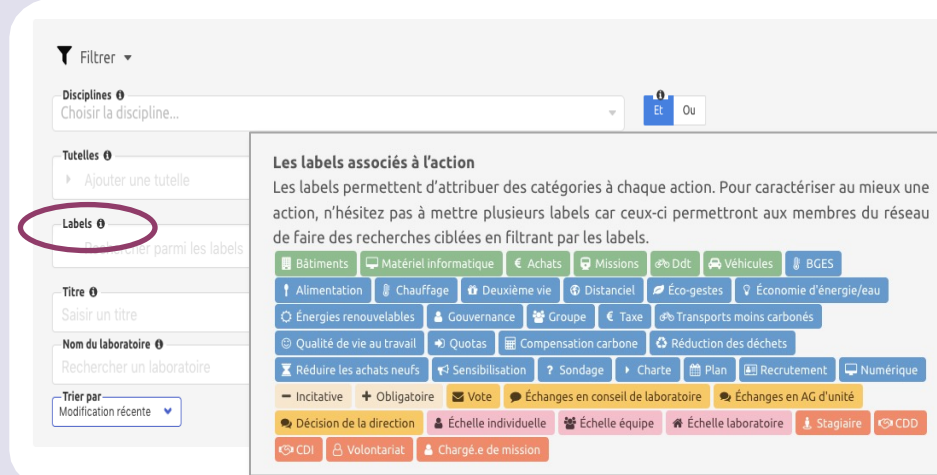 Filtrer
Disciplines
Choisir la discipline...
Et Ou
Tutelles
Ajouter une tutelle
Labels
Rechercher parmi les labels
Titre
Saisir un titre
Nom du laboratoire
Rechercher un laboratoire
Trier par
Modification récente
Les labels associés à l’action
Les labels permettent d’attribuer des catégories à chaque action. Pour caractériser au mieux une
action, n’hésitez pas à mettre plusieurs labels car ceux-ci permettront aux membres du réseau
de faire des recherches ciblées en filtrant par les labels.
Bâtiments Matériel informatique € Achats Missions Ddt Véhicules BGES
Alimentation Chauffage Deuxième vie Distanciel Éco-gestes Économie d'énergie/eau
Énergies renouvelables Gouvernance Groupe € Taxe Transports moins carbonés
Qualité de vie au travail Quotas Compensation carbone Réduction des déchets
Réduire les achats neufs Sensibilisation ? Sondage Charte Plan Recrutement Numérique
− Incitative + Obligatoire Vote Échanges en conseil de laboratoire Échanges en AG d'unité
Décision de la direction Échelle individuelle Échelle équipe Échelle laboratoire Stagiaire CDD
CDI Volontariat Chargé.e de mission